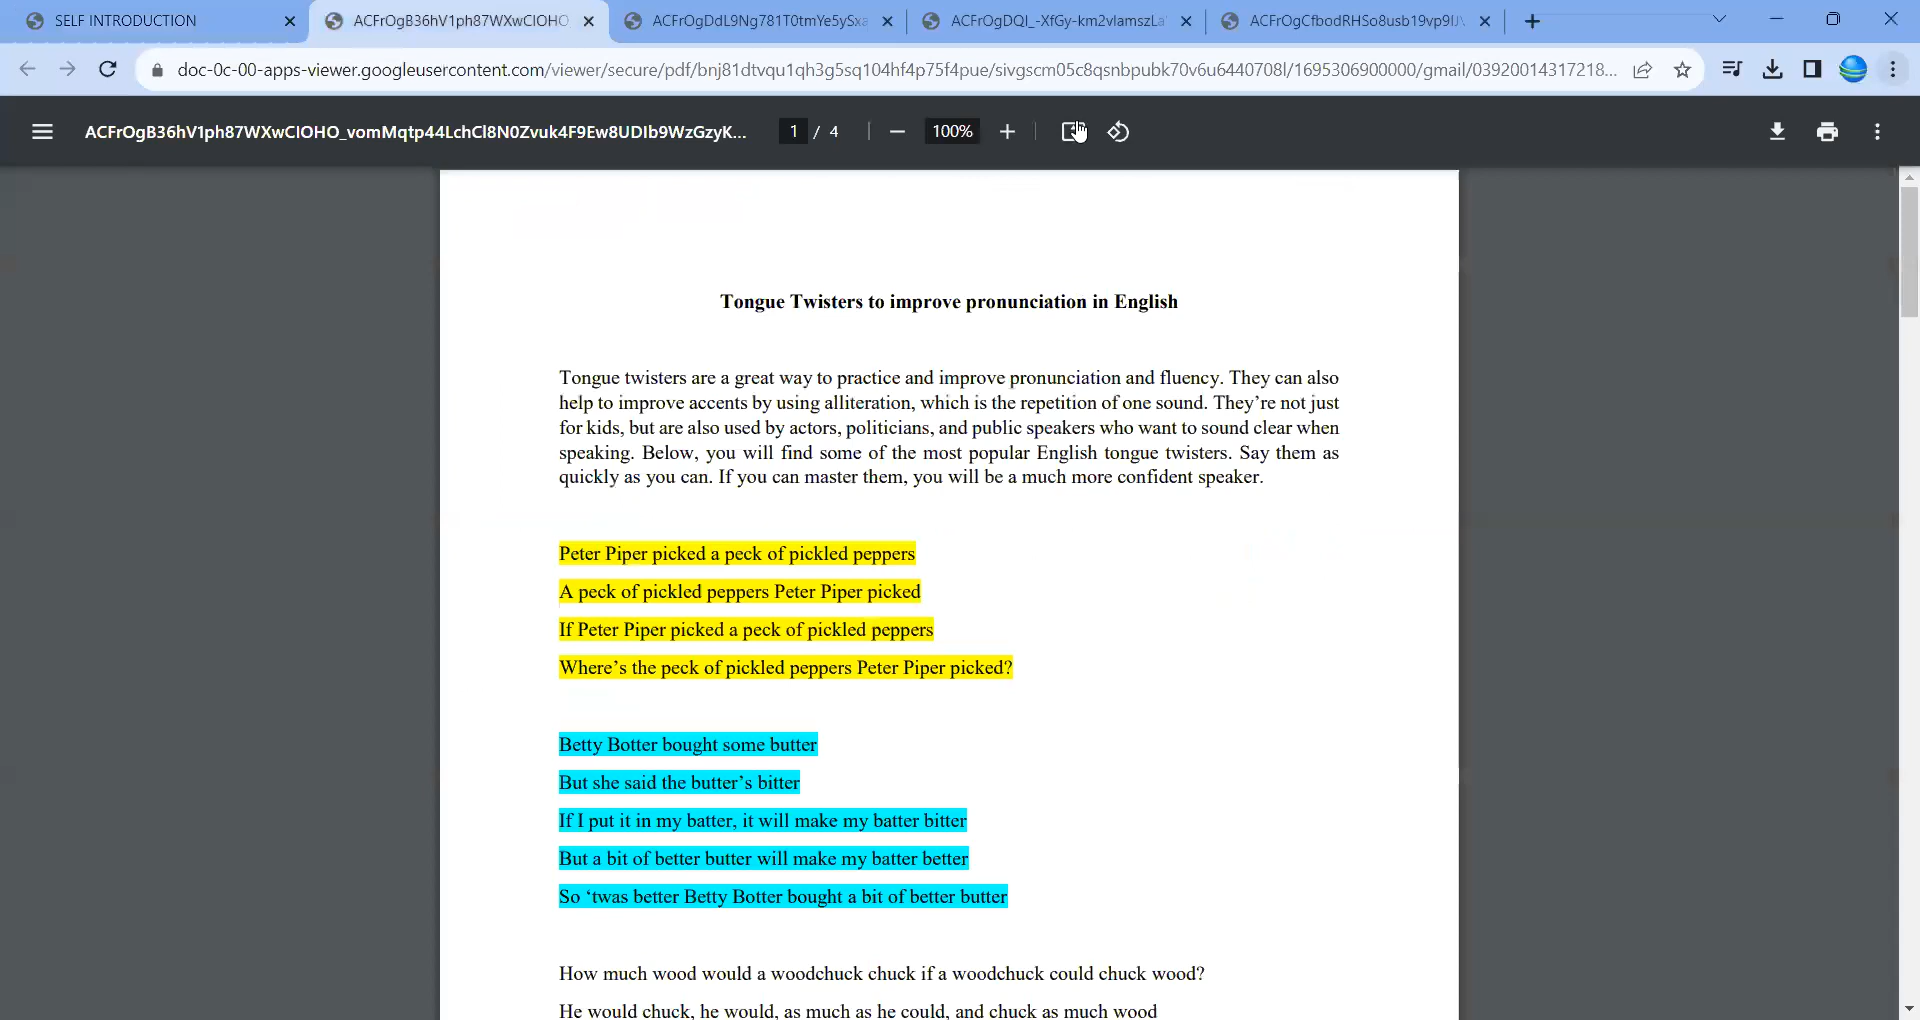 SELF INTRODUCTION
ACFrOgB36hV1ph87WXwCIOHO
ACFrOgDdL9Ng781T0tmYe5ySxa
ACFrOgDQI_-XfGy-km2vlamszLa
ACFrOgCfbodRHSo8usb19vp9IJ
doc-0c-00-apps-viewer.googleusercontent.com/viewer/secure/pdf/bnj81dtvqu1qh3g5sq104hf4p75f4pue/sivgscm05c8qsnbpubk70v6u6440708l/1695306900000/gmail/03920014317218...
ACFrOgB36hV1ph87WXwCIOHO_vomMqtp44LchCl8N0Zvuk4F9Ew8UDIb9WzGzyK... 1 / 4 100%
Tongue Twisters to improve pronunciation in English
Tongue twisters are a great way to practice and improve pronunciation and fluency. They can also
help to improve accents by using alliteration, which is the repetition of one sound. They’re not just
for kids, but are also used by actors, politicians, and public speakers who want to sound clear when
speaking. Below, you will find some of the most popular English tongue twisters. Say them as
quickly as you can. If you can master them, you will be a much more confident speaker.
Peter Piper picked a peck of pickled peppers
A peck of pickled peppers Peter Piper picked
If Peter Piper picked a peck of pickled peppers
Where’s the peck of pickled peppers Peter Piper picked?
Betty Botter bought some butter
But she said the butter’s bitter
If I put it in my batter, it will make my batter bitter
But a bit of better butter will make my batter better
So ‘twas better Betty Botter bought a bit of better butter
How much wood would a woodchuck chuck if a woodchuck could chuck wood?
He would chuck, he would, as much as he could, and chuck as much wood